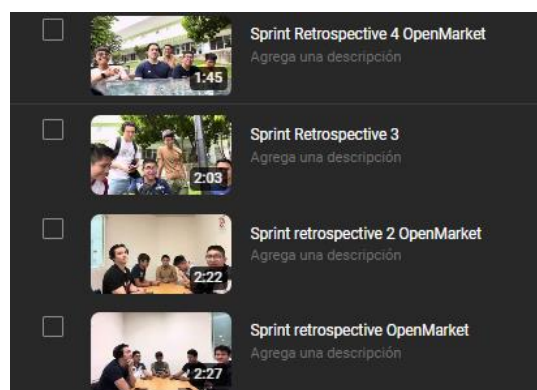 Sprint Retrospective 4 OpenMarket
Agrega una descripción
1:45
Sprint Retrospective 3
Agrega una descripción
2:03
Sprint retrospective 2 OpenMarket
Agrega una descripción
2:22
Sprint retrospective OpenMarket
Agrega una descripción
2:27